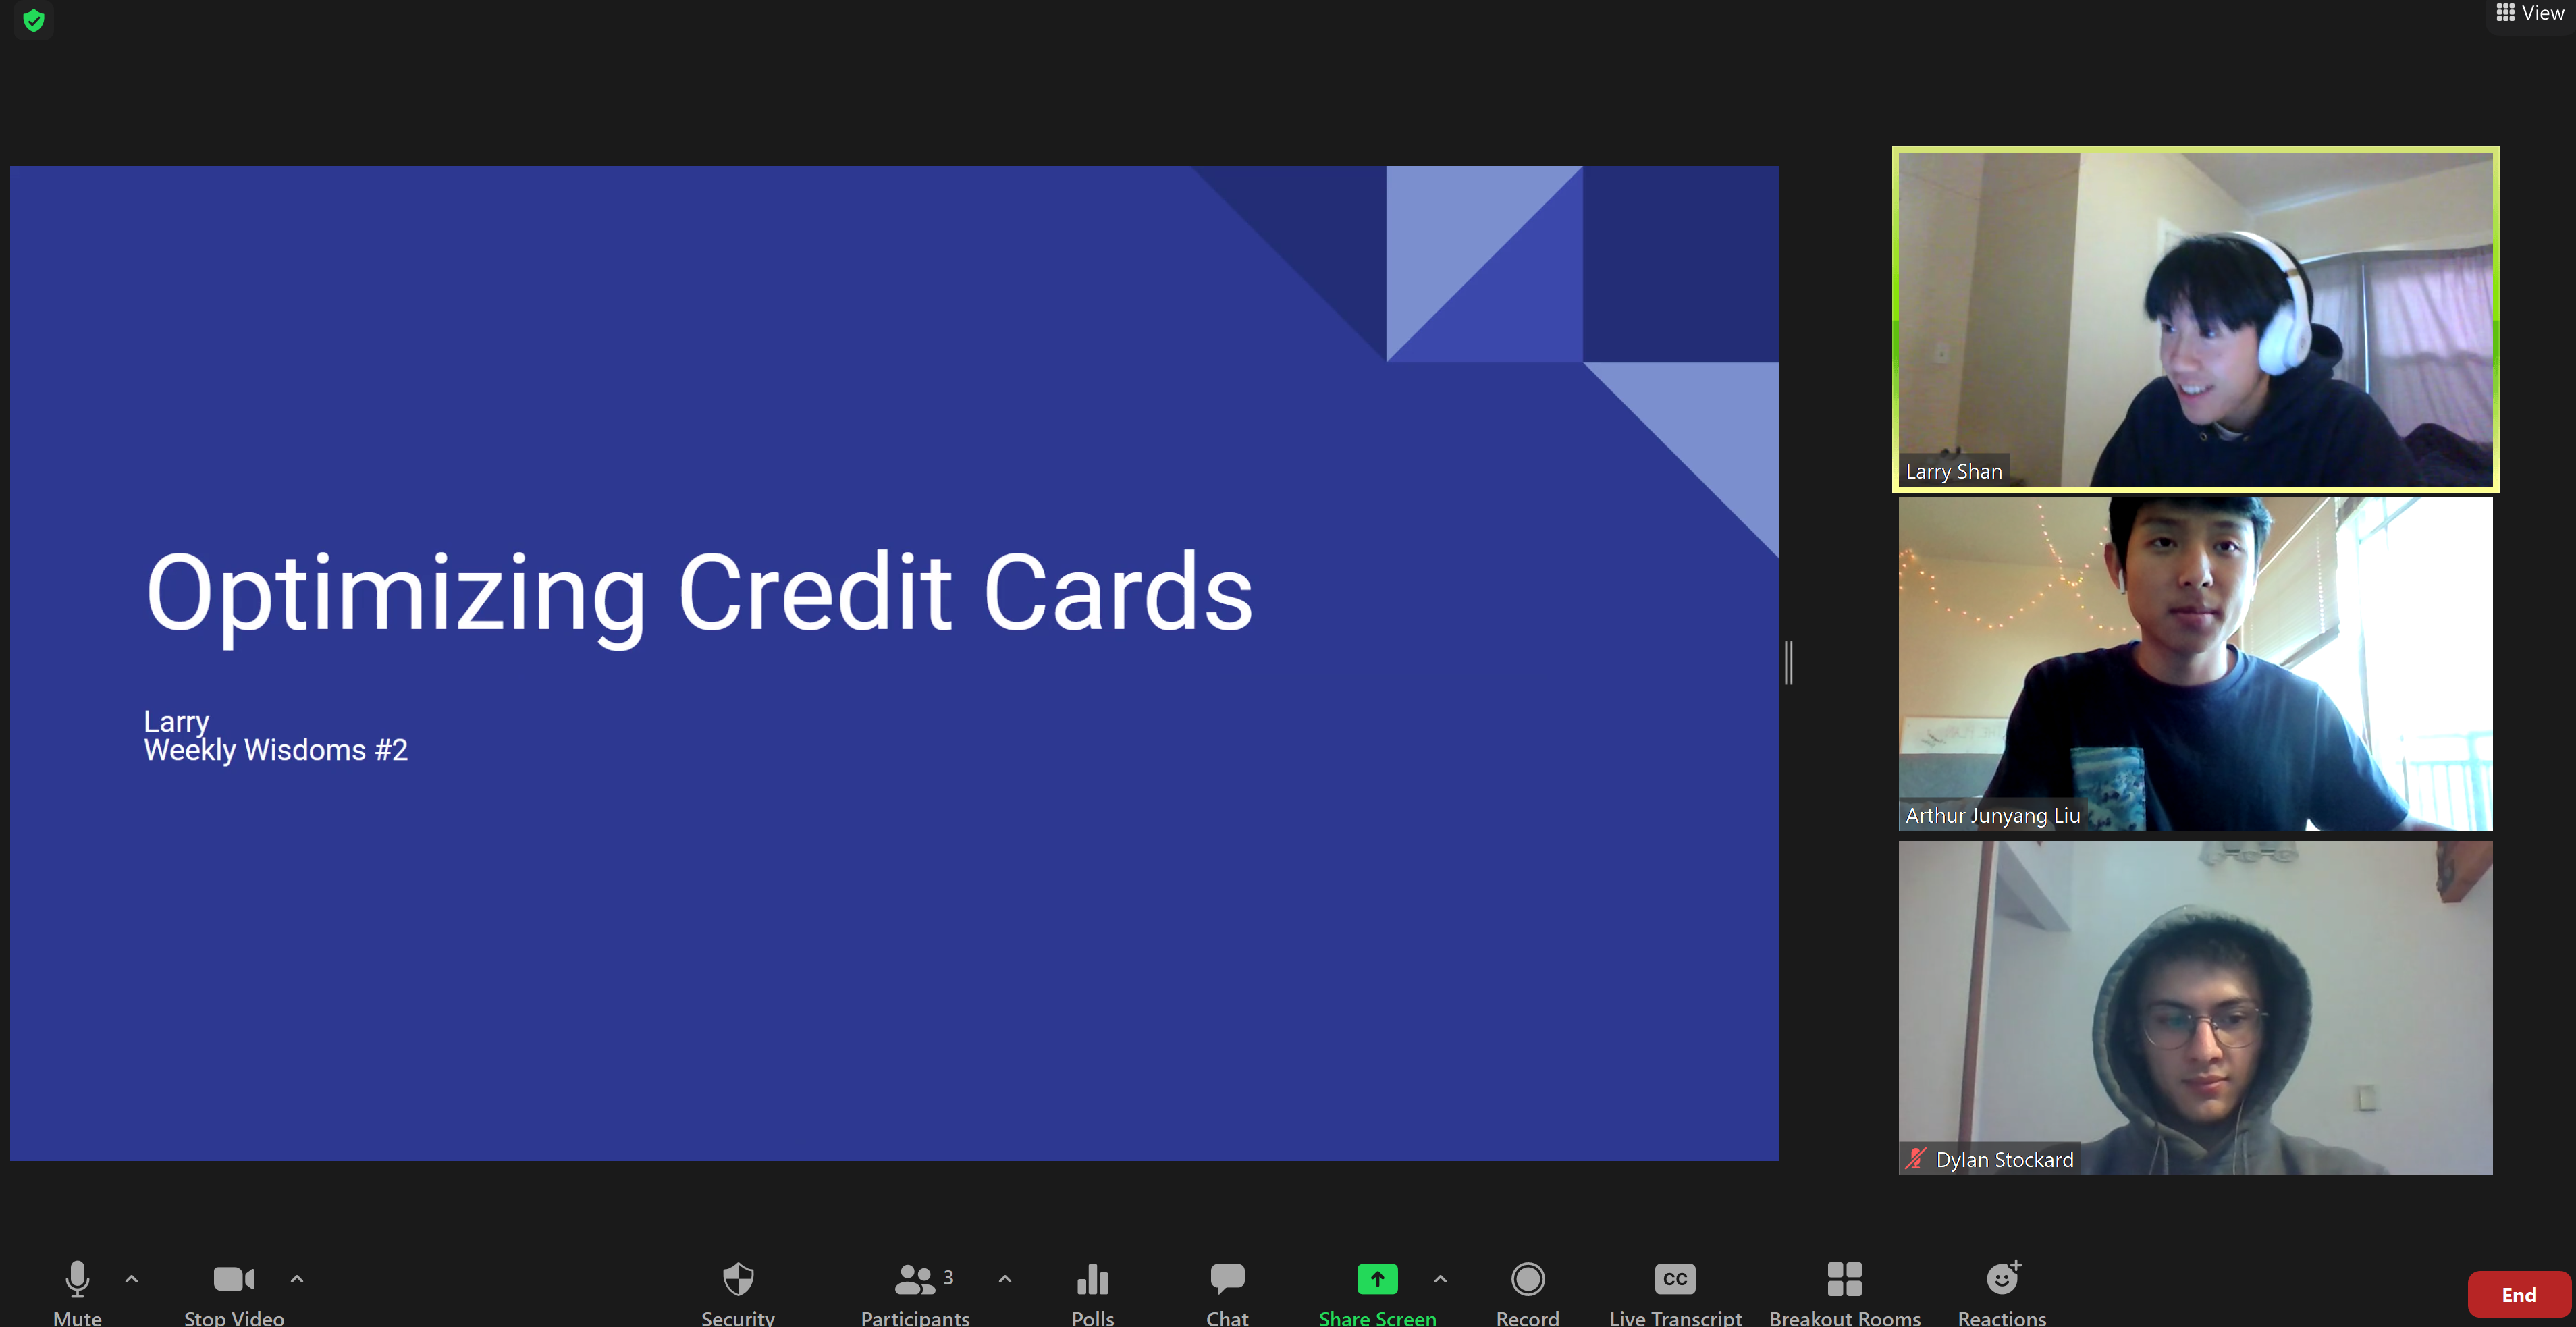 View
Optimizing Credit Cards
Larry
Weekly Wisdoms #2
Larry Shan
Arthur Junyang Liu
Dylan Stockard
3
CC
Mute
Stop Video
Security
Participants
Polls
Chat
Share Screen
Record
Live Transcript
Breakout Rooms
Reactions
End